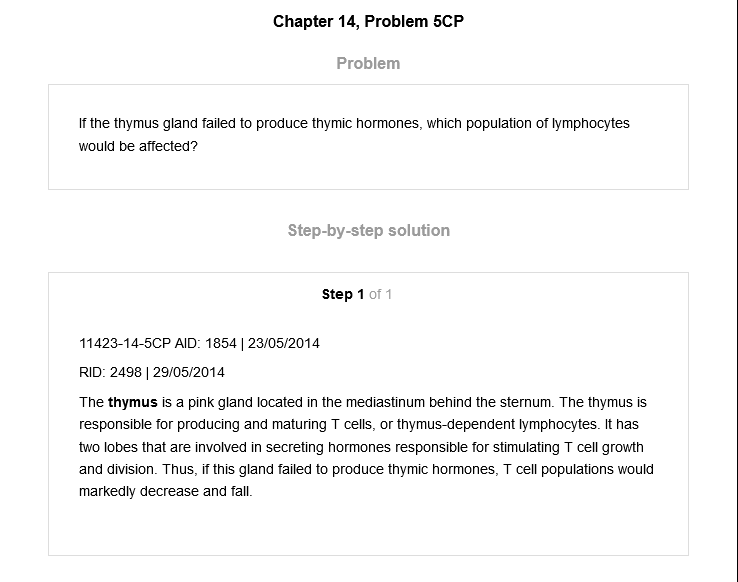 Chapter 14, Problem 5CP
Problem
If the thymus gland failed to produce thymic hormones, which population of lymphocytes
would be affected?
Step-by-step solution
Step 1 of 1
11423-14-5CP AID: 1854 | 23/05/2014
RID: 2498 | 29/05/2014
The thymus is a pink gland located in the mediastinum behind the sternum. The thymus is
responsible for producing and maturing T cells, or thymus-dependent lymphocytes. It has
two lobes that are involved in secreting hormones responsible for stimulating T cell growth
and division. Thus, if this gland failed to produce thymic hormones, T cell populations would
markedly decrease and fall.